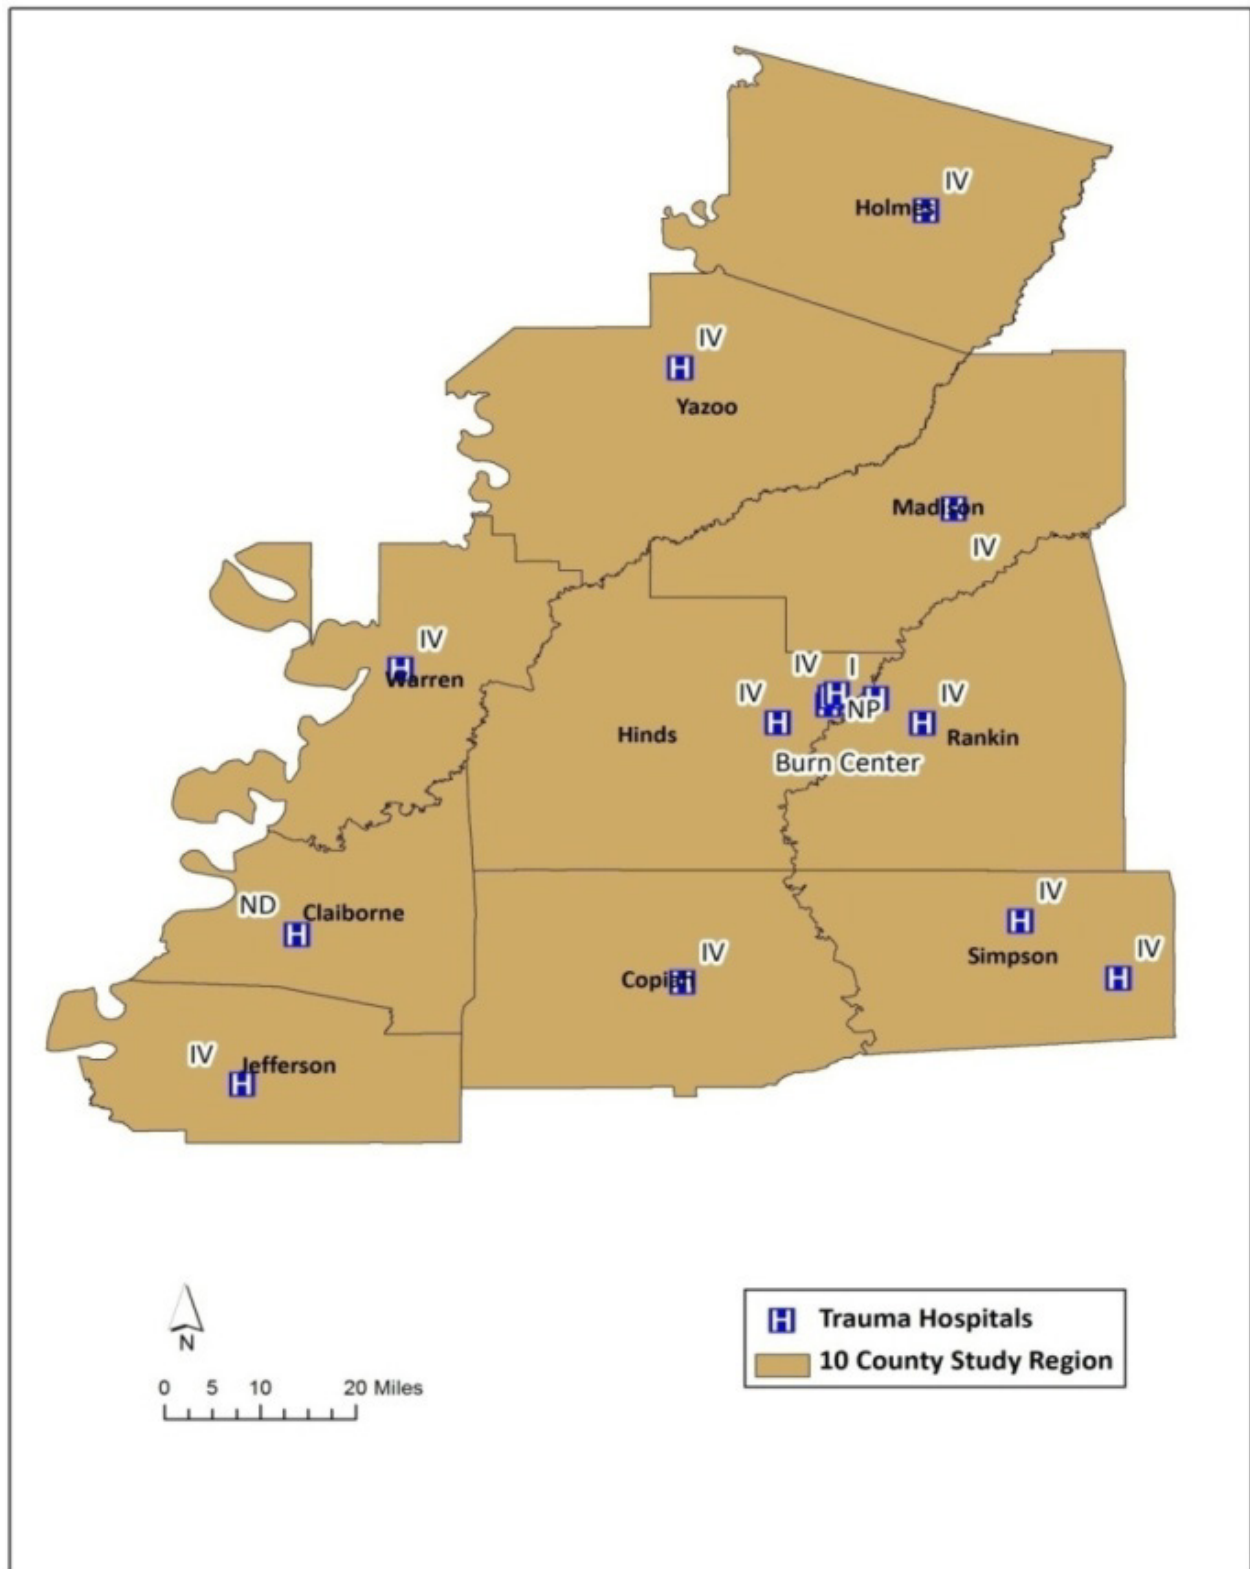 IV
Holmes
IV
Yazoo
Madison
IV
IV
Warren
IV
I
IV
NP
IV
Hinds
Rankin
Burn Center
ND
Claiborne
IV
Simpson
IV
IV
Copiah
IV
Jefferson
N
0 5 10 20 Miles
H Trauma Hospitals
10 County Study Region